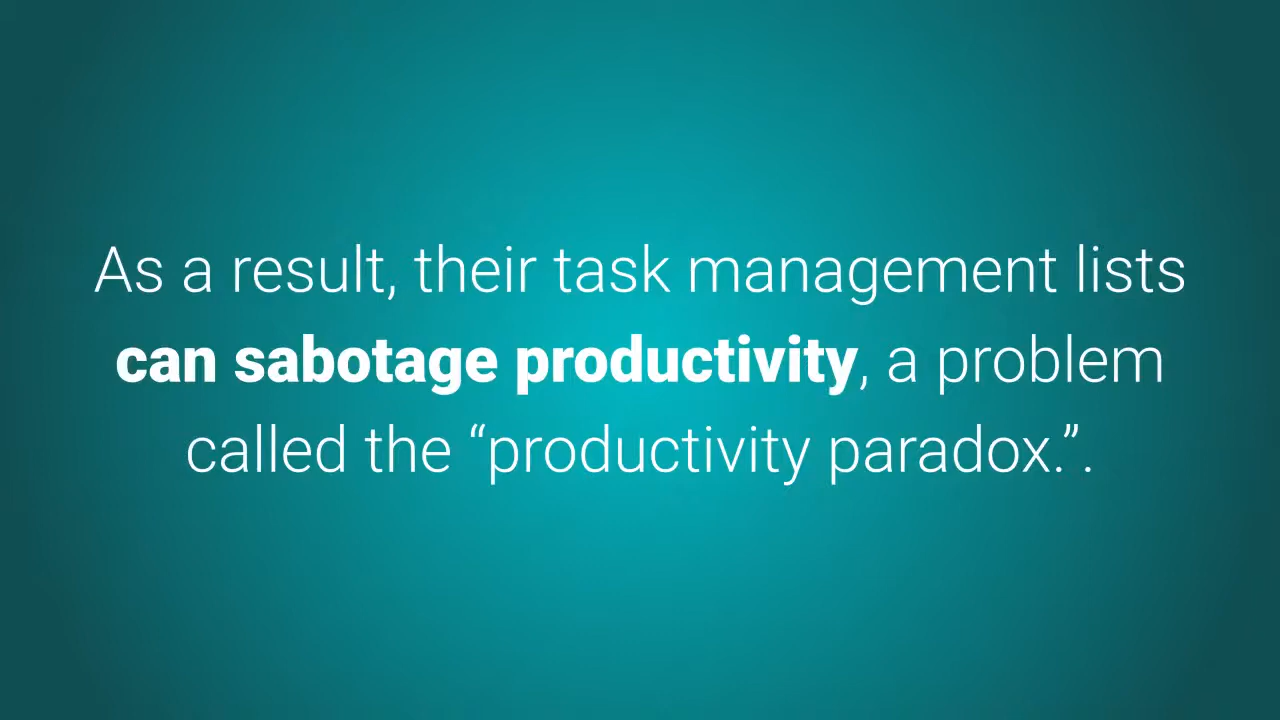 As a result, their task management lists
can sabotage productivity, a problem
called the “productivity paradox.”.